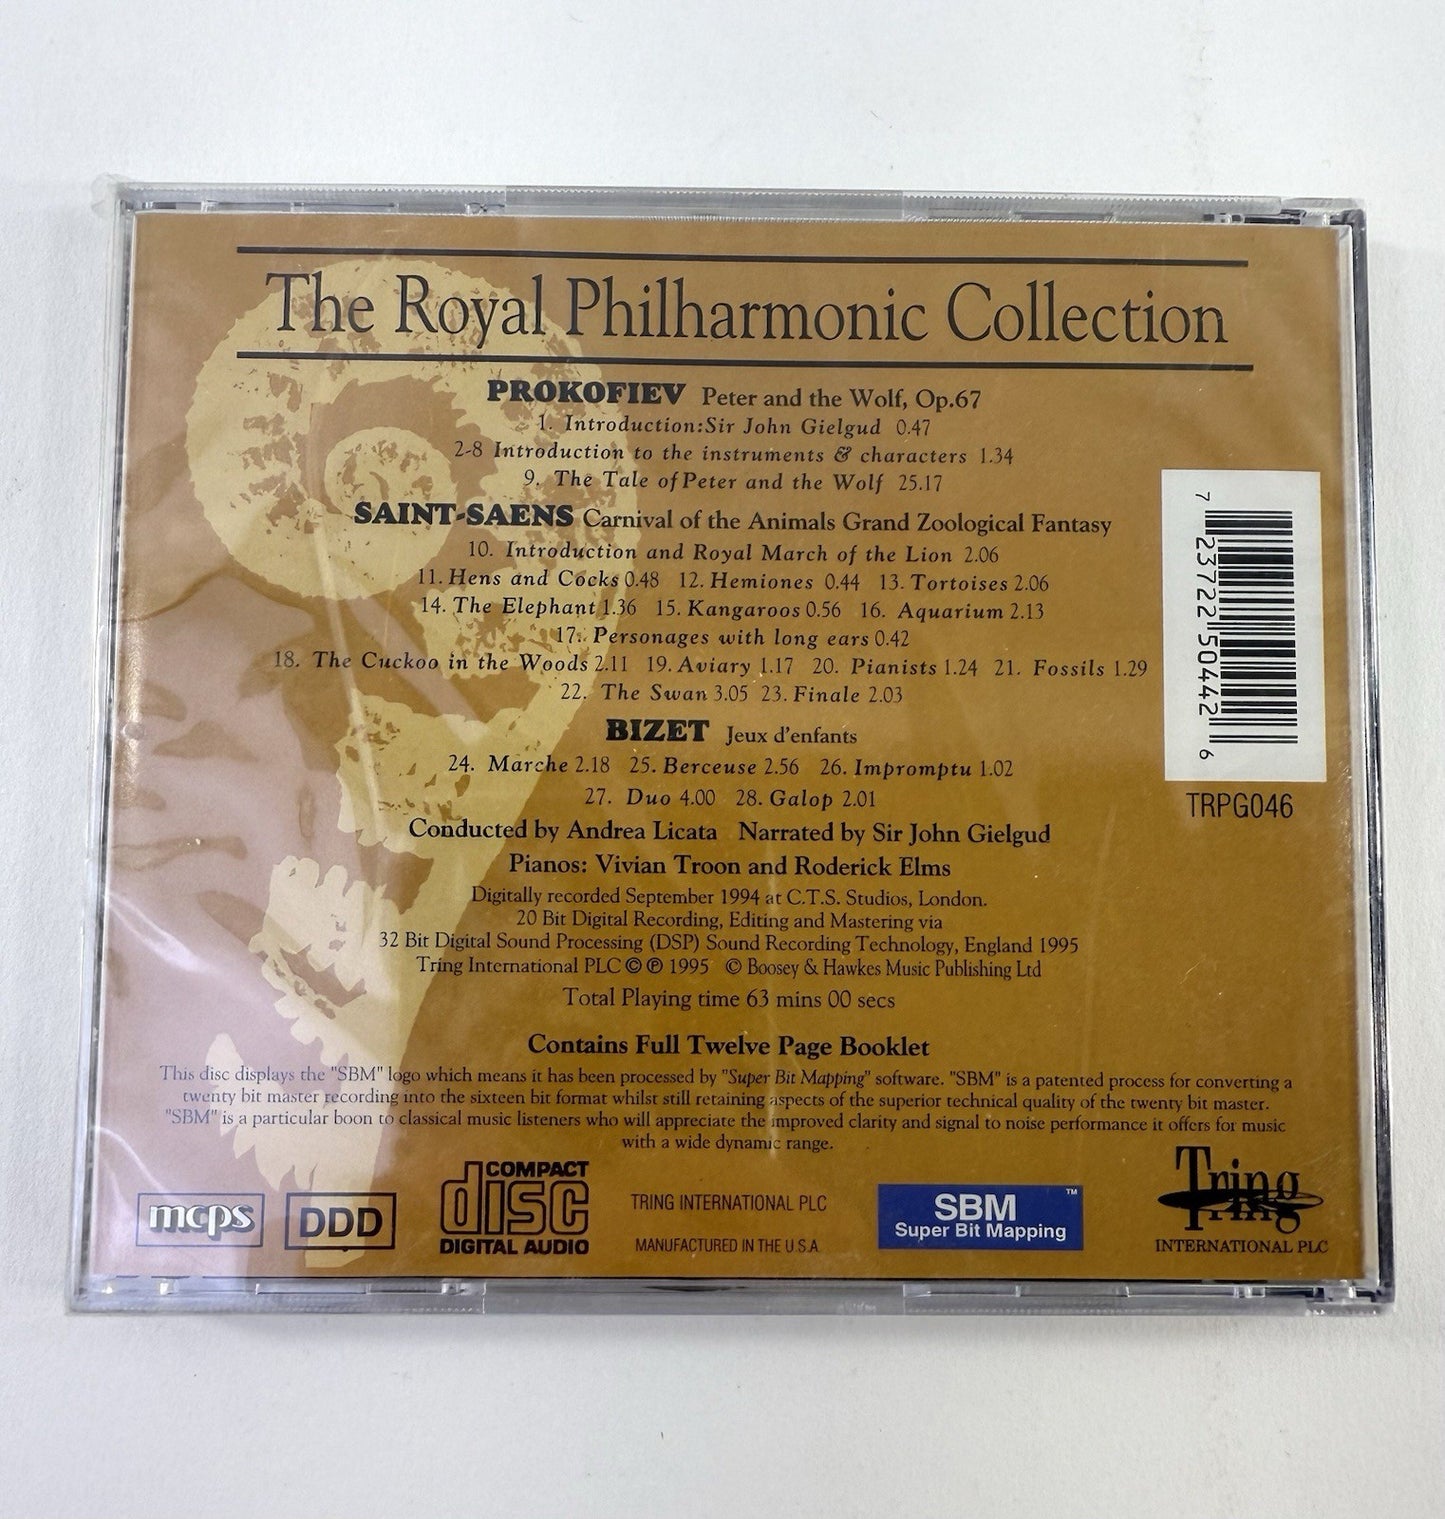 The Royal Philharmonic Collection
PROKOFIEV Peter and the Wolf, Op.67
1. Introduction:Sir John Gielgud 0.47
2-8 Introduction to the instruments & characters 1.34
9. The Tale of Peter and the Wolf 25.17
SAINT-SAENS Carnival of the Animals Grand Zoological Fantasy
10. Introduction and Royal March of the Lion 2.06
11. Hens and Cocks 0.48 12. Hemiones 0.44 13. Tortoises 2.06
14. The Elephant 1.36 15. Kangaroos 0.56 16. Aquarium 2.13
17. Personages with long ears 0.42
18. The Cuckoo in the Woods 2.11 19. Aviary 1.17 20. Pianists 1.24 21. Fossils 1.29
22. The Swan 3.05 23. Finale 2.03
BIZET Jeux d'enfants
24. Marche 2.18 25. Berceuse 2.56 26. Impromptu 1.02
27. Duo 4.00 28. Galop 2.01
Conducted by Andrea Licata Narrated by Sir John Gielgud
Pianos: Vivian Troon and Roderick Elms
Digitally recorded September 1994 at C.T.S. Studios, London.
20 Bit Digital Recording, Editing and Mastering via
32 Bit Digital Sound Processing (DSP) Sound Recording Technology, England 1995
Tring International PLC © ℗ 1995 © Boosey & Hawkes Music Publishing Ltd
Total Playing time 63 mins 00 secs
Contains Full Twelve Page Booklet
This disc displays the "SBM" logo which means it has been processed by "Super Bit Mapping" software. "SBM" is a patented process for converting a
twenty bit master recording into the sixteen bit format whilst still retaining aspects of the superior technical quality of the twenty bit master.
"SBM" is a particular boon to classical music listeners who will appreciate the improved clarity and signal to noise performance it offers for music
with a wide dynamic range.
7 23722 50442 6
TRPG046
mcps
DDD
COMPACT
disc
DIGITAL AUDIO
TRING INTERNATIONAL PLC
MANUFACTURED IN THE U.S.A.
SBM ™
Super Bit Mapping
Tring
INTERNATIONAL PLC